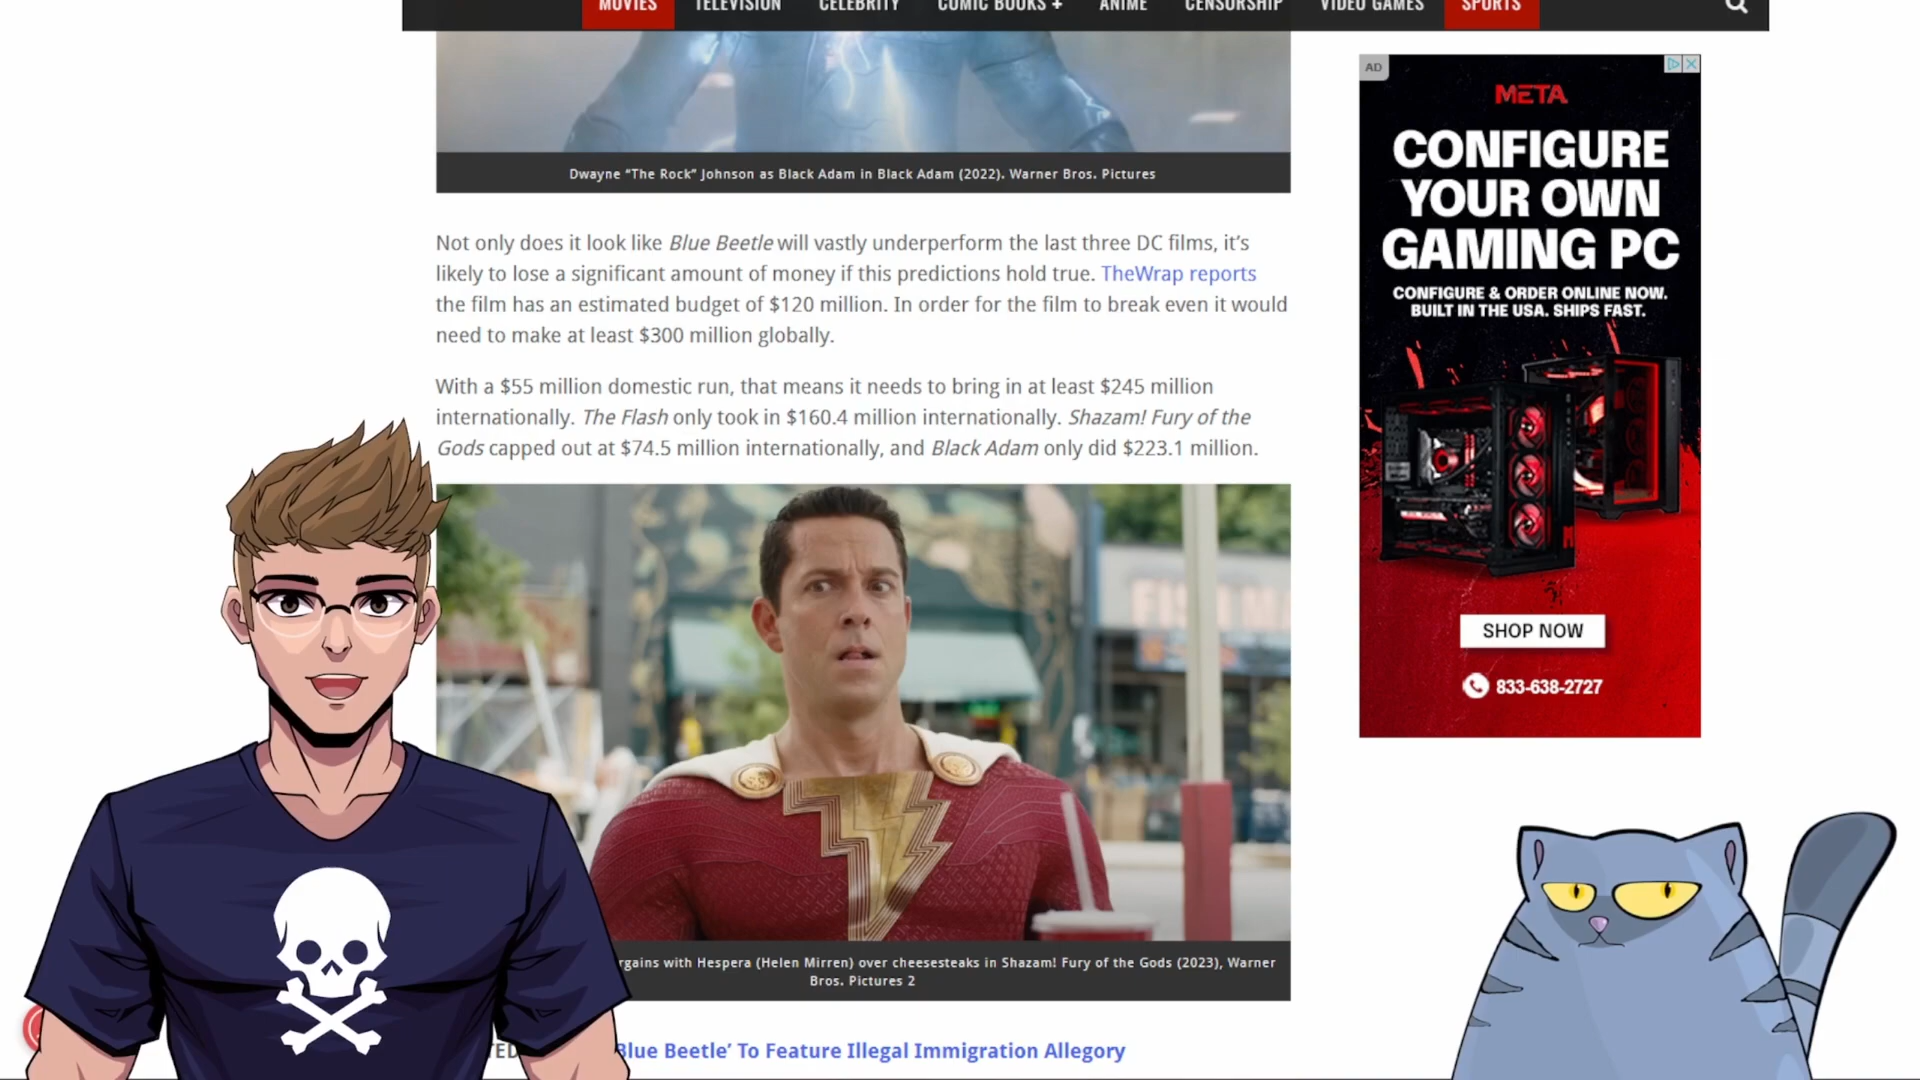 MOVIES TELEVISION CELEBRITY COMIC BOOKS + ANIME CENSORSHIP VIDEO GAMES SPORTS
Dwayne “The Rock” Johnson as Black Adam in Black Adam (2022). Warner Bros. Pictures
Not only does it look like Blue Beetle will vastly underperform the last three DC films, it’s
likely to lose a significant amount of money if this predictions hold true. TheWrap reports
the film has an estimated budget of $120 million. In order for the film to break even it would
need to make at least $300 million globally.
With a $55 million domestic run, that means it needs to bring in at least $245 million
internationally. The Flash only took in $160.4 million internationally. Shazam! Fury of the
Gods capped out at $74.5 million internationally, and Black Adam only did $223.1 million.
with Hespera (Helen Mirren) over cheesesteaks in Shazam! Fury of the Gods (2023), Warner
Bros. Pictures 2
Blue Beetle’ To Feature Illegal Immigration Allegory
AD
META
CONFIGURE
YOUR OWN
GAMING PC
CONFIGURE & ORDER ONLINE NOW.
BUILT IN THE USA. SHIPS FAST.
SHOP NOW
833-638-2727